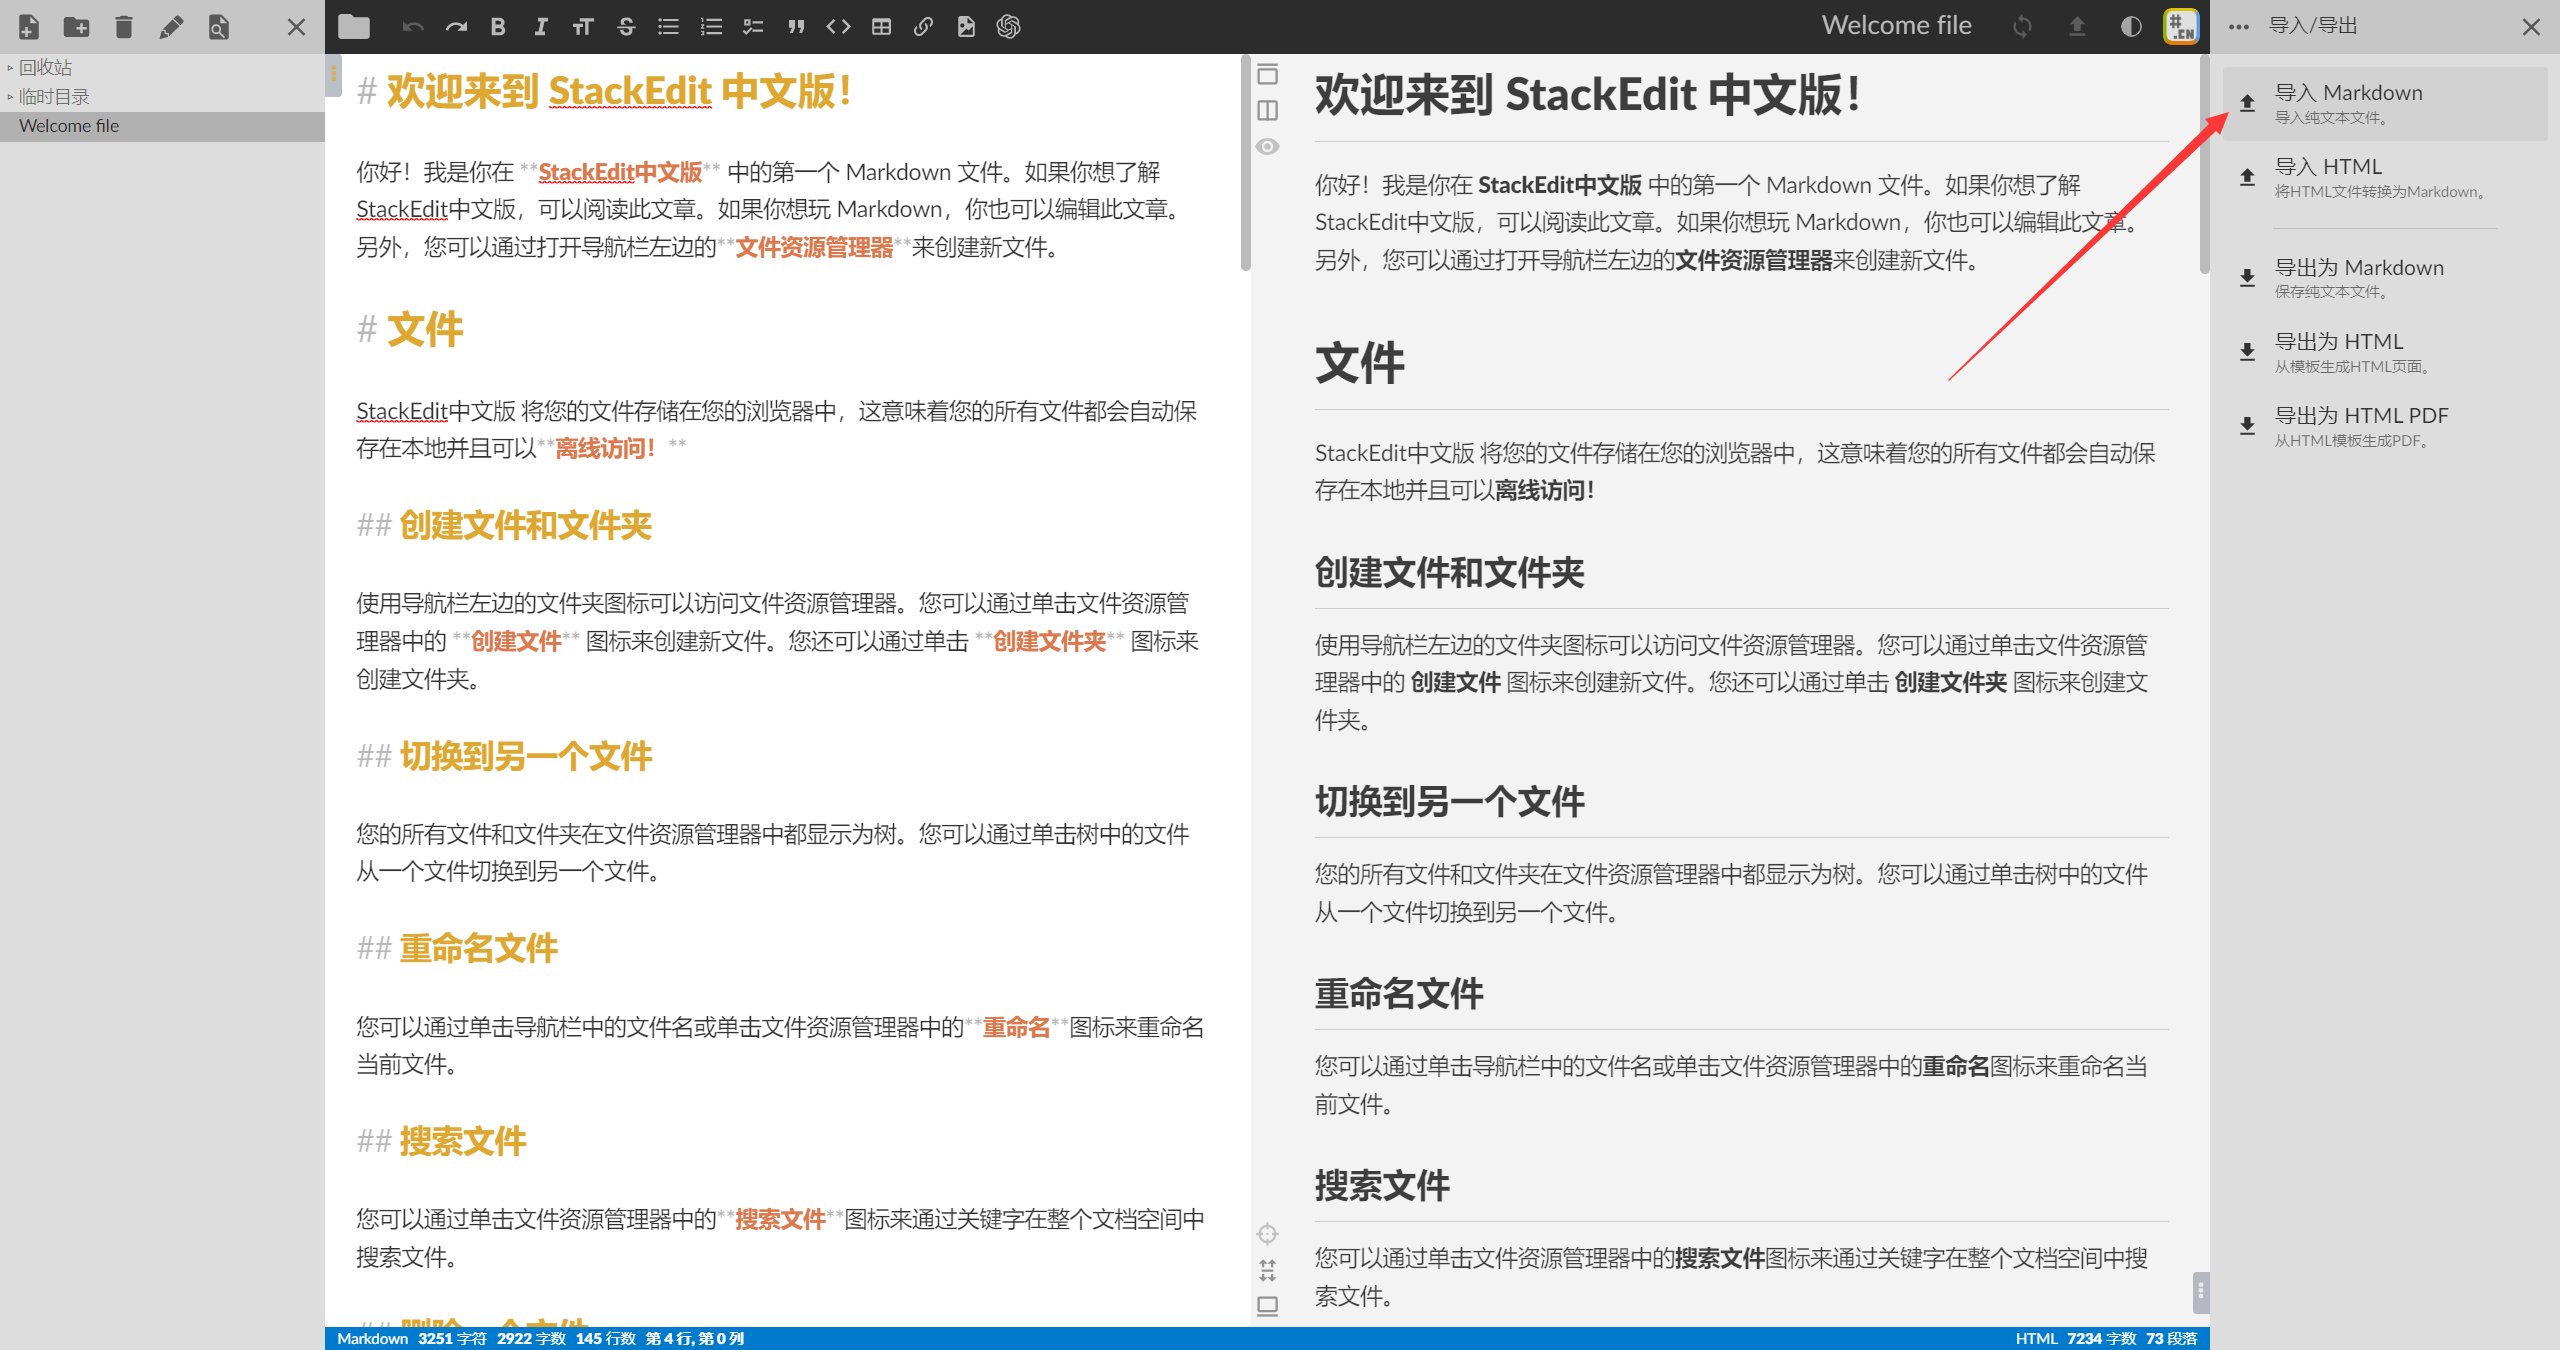 回收站
临时目录
Welcome file
Welcome file
#
.CN
# 欢迎来到 StackEdit 中文版！
你好！我是你在 **StackEdit中文版** 中的第一个 Markdown 文件。如果你想了解
StackEdit中文版，可以阅读此文章。如果你想玩 Markdown，你也可以编辑此文章。
另外，您可以通过打开导航栏左边的**文件资源管理器**来创建新文件。
# 文件
StackEdit中文版 将您的文件存储在您的浏览器中，这意味着您的所有文件都会自动保
存在本地并且可以**离线访问！**
## 创建文件和文件夹
使用导航栏左边的文件夹图标可以访问文件资源管理器。您可以通过单击文件资源管
理器中的 **创建文件** 图标来创建新文件。您还可以通过单击 **创建文件夹** 图标来
创建文件夹。
## 切换到另一个文件
您的所有文件和文件夹在文件资源管理器中都显示为树。您可以通过单击树中的文件
从一个文件切换到另一个文件。
## 重命名文件
您可以通过单击导航栏中的文件名或单击文件资源管理器中的**重命名**图标来重命名
当前文件。
## 搜索文件
您可以通过单击文件资源管理器中的**搜索文件**图标来通过关键字在整个文档空间中
搜索文件。
## 删除一个文件
Markdown 3251 字符 2922 字数 145 行数 第 4 行, 第 0 列
欢迎来到 StackEdit 中文版！
你好！我是你在 StackEdit中文版 中的第一个 Markdown 文件。如果你想了解
StackEdit中文版，可以阅读此文章。如果你想玩 Markdown，你也可以编辑此文章。
另外，您可以通过打开导航栏左边的文件资源管理器来创建新文件。
文件
StackEdit中文版 将您的文件存储在您的浏览器中，这意味着您的所有文件都会自动保
存在本地并且可以离线访问！
创建文件和文件夹
使用导航栏左边的文件夹图标可以访问文件资源管理器。您可以通过单击文件资源管
理器中的 创建文件 图标来创建新文件。您还可以通过单击 创建文件夹 图标来创建文
件夹。
切换到另一个文件
您的所有文件和文件夹在文件资源管理器中都显示为树。您可以通过单击树中的文件
从一个文件切换到另一个文件。
重命名文件
您可以通过单击导航栏中的文件名或单击文件资源管理器中的重命名图标来重命名当
前文件。
搜索文件
您可以通过单击文件资源管理器中的搜索文件图标来通过关键字在整个文档空间中搜
索文件。
HTML 7234 字数 73 段落
导入/导出
导入 Markdown
导入纯文本文件。
导入 HTML
将HTML文件转换为Markdown。
导出为 Markdown
保存纯文本文件。
导出为 HTML
从模板生成HTML页面。
导出为 HTML PDF
从HTML模板生成PDF。